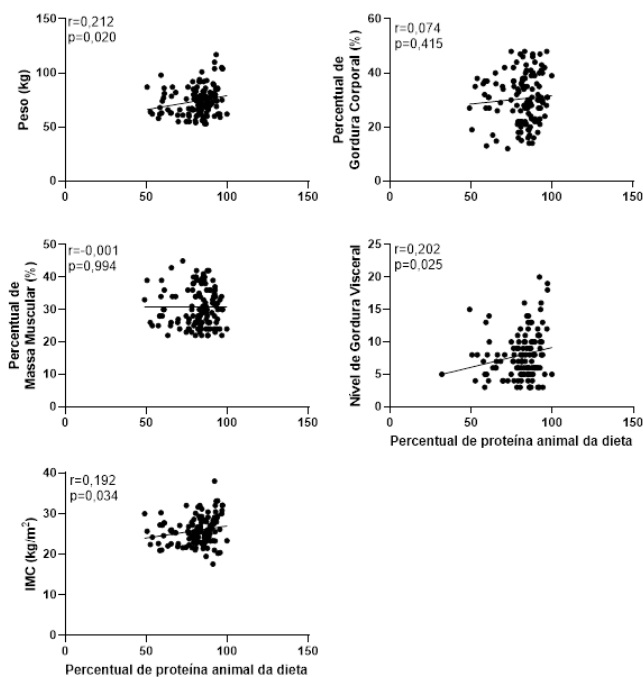 r=0,212
p=0,020
Peso (kg)
150
100
50
0
0 50 100 150
r=0,074
p=0,415
Percentual de
Gordura Corporal (%)
60
40
20
0
0 50 100 150
r=-0,001
p=0,994
Percentual de
Massa Muscular (%)
50
40
30
20
10
0
0 50 100 150
r=0,202
p=0,025
Nível de Gordura Visceral
25
20
15
10
5
0
0 50 100 150
Percentual de proteína animal da dieta
r=0,192
p=0,034
IMC (kg/m²)
40
30
20
10
0
0 50 100 150
Percentual de proteína animal da dieta